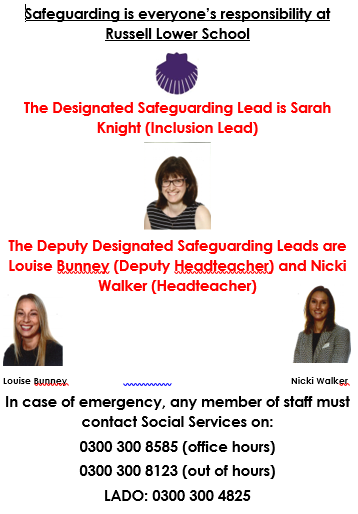 Safeguarding is everyone's responsibility at
Russell Lower School
The Designated Safeguarding Lead is Sarah
Knight (Inclusion Lead)
The Deputy Designated Safeguarding Leads are
Louise Bunney (Deputy Headteacher) and Nicki
Walker (Headteacher)
Louise Bunney Nicki Walker
In case of emergency, any member of staff must
contact Social Services on:
0300 300 8585 (office hours)
0300 300 8123 (out of hours)
LADO: 0300 300 4825